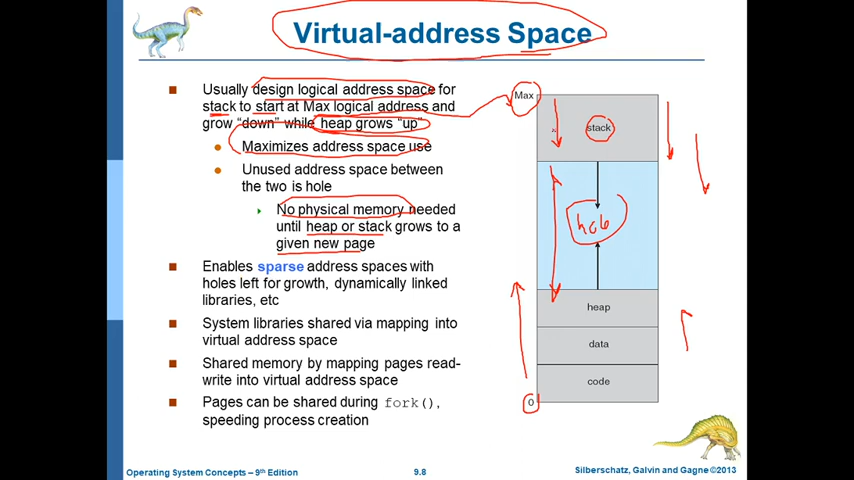 Virtual-address Space
Usually design logical address space for
stack to start at Max logical address and
grow “down” while heap grows “up”
Maximizes address space use
Unused address space between
the two is hole
No physical memory needed
until heap or stack grows to a
given new page
Enables sparse address spaces with
holes left for growth, dynamically linked
libraries, etc
System libraries shared via mapping into
virtual address space
Shared memory by mapping pages read-
write into virtual address space
Pages can be shared during fork(),
speeding process creation
Max
stack
hole
heap
data
code
0
Operating System Concepts – 9th Edition
9.8
Silberschatz, Galvin and Gagne ©2013